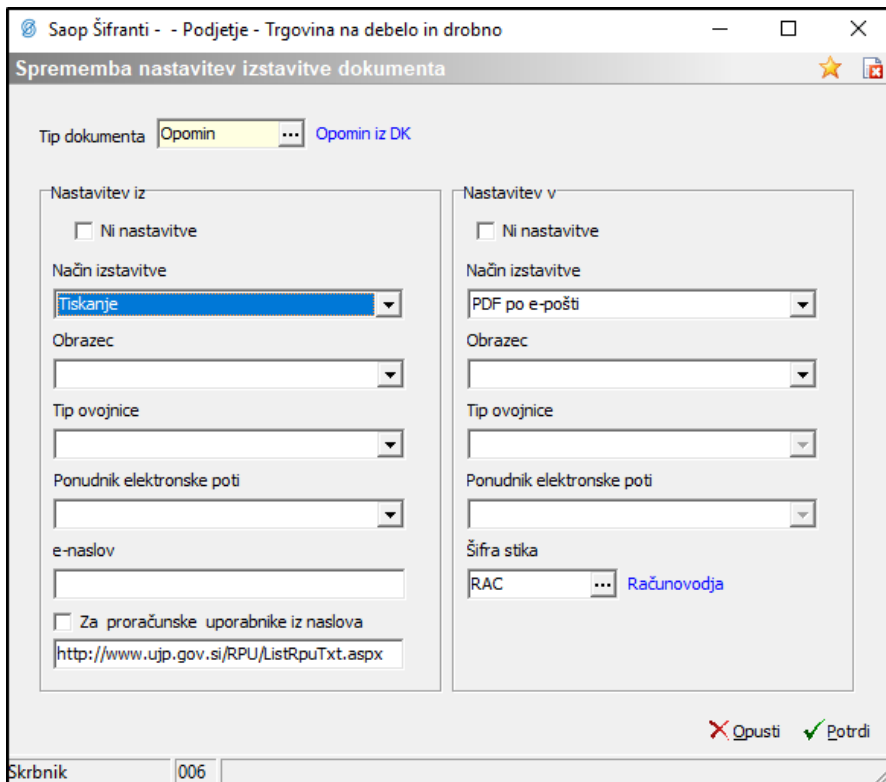 Saop Šifranti - - Podjetje - Trgovina na debelo in drobno
Sprememba nastavitev izstavitve dokumenta
Tip dokumenta Opomin ... Opomin iz DK
Nastavitev iz
Ni nastavitve
Način izstavitve
Tiskanje
Obrazec
Tip ovojnice
Ponudnik elektronske poti
e-naslov
Za proračunske uporabnike iz naslova
http://www.ujp.gov.si/RPU/ListRpuTxt.aspx
Nastavitev v
Ni nastavitve
Način izstavitve
PDF po e-pošti
Obrazec
Tip ovojnice
Ponudnik elektronske poti
Šifra stika
RAC ... Računovodja
Opusti Potrdi
Skrbnik 006